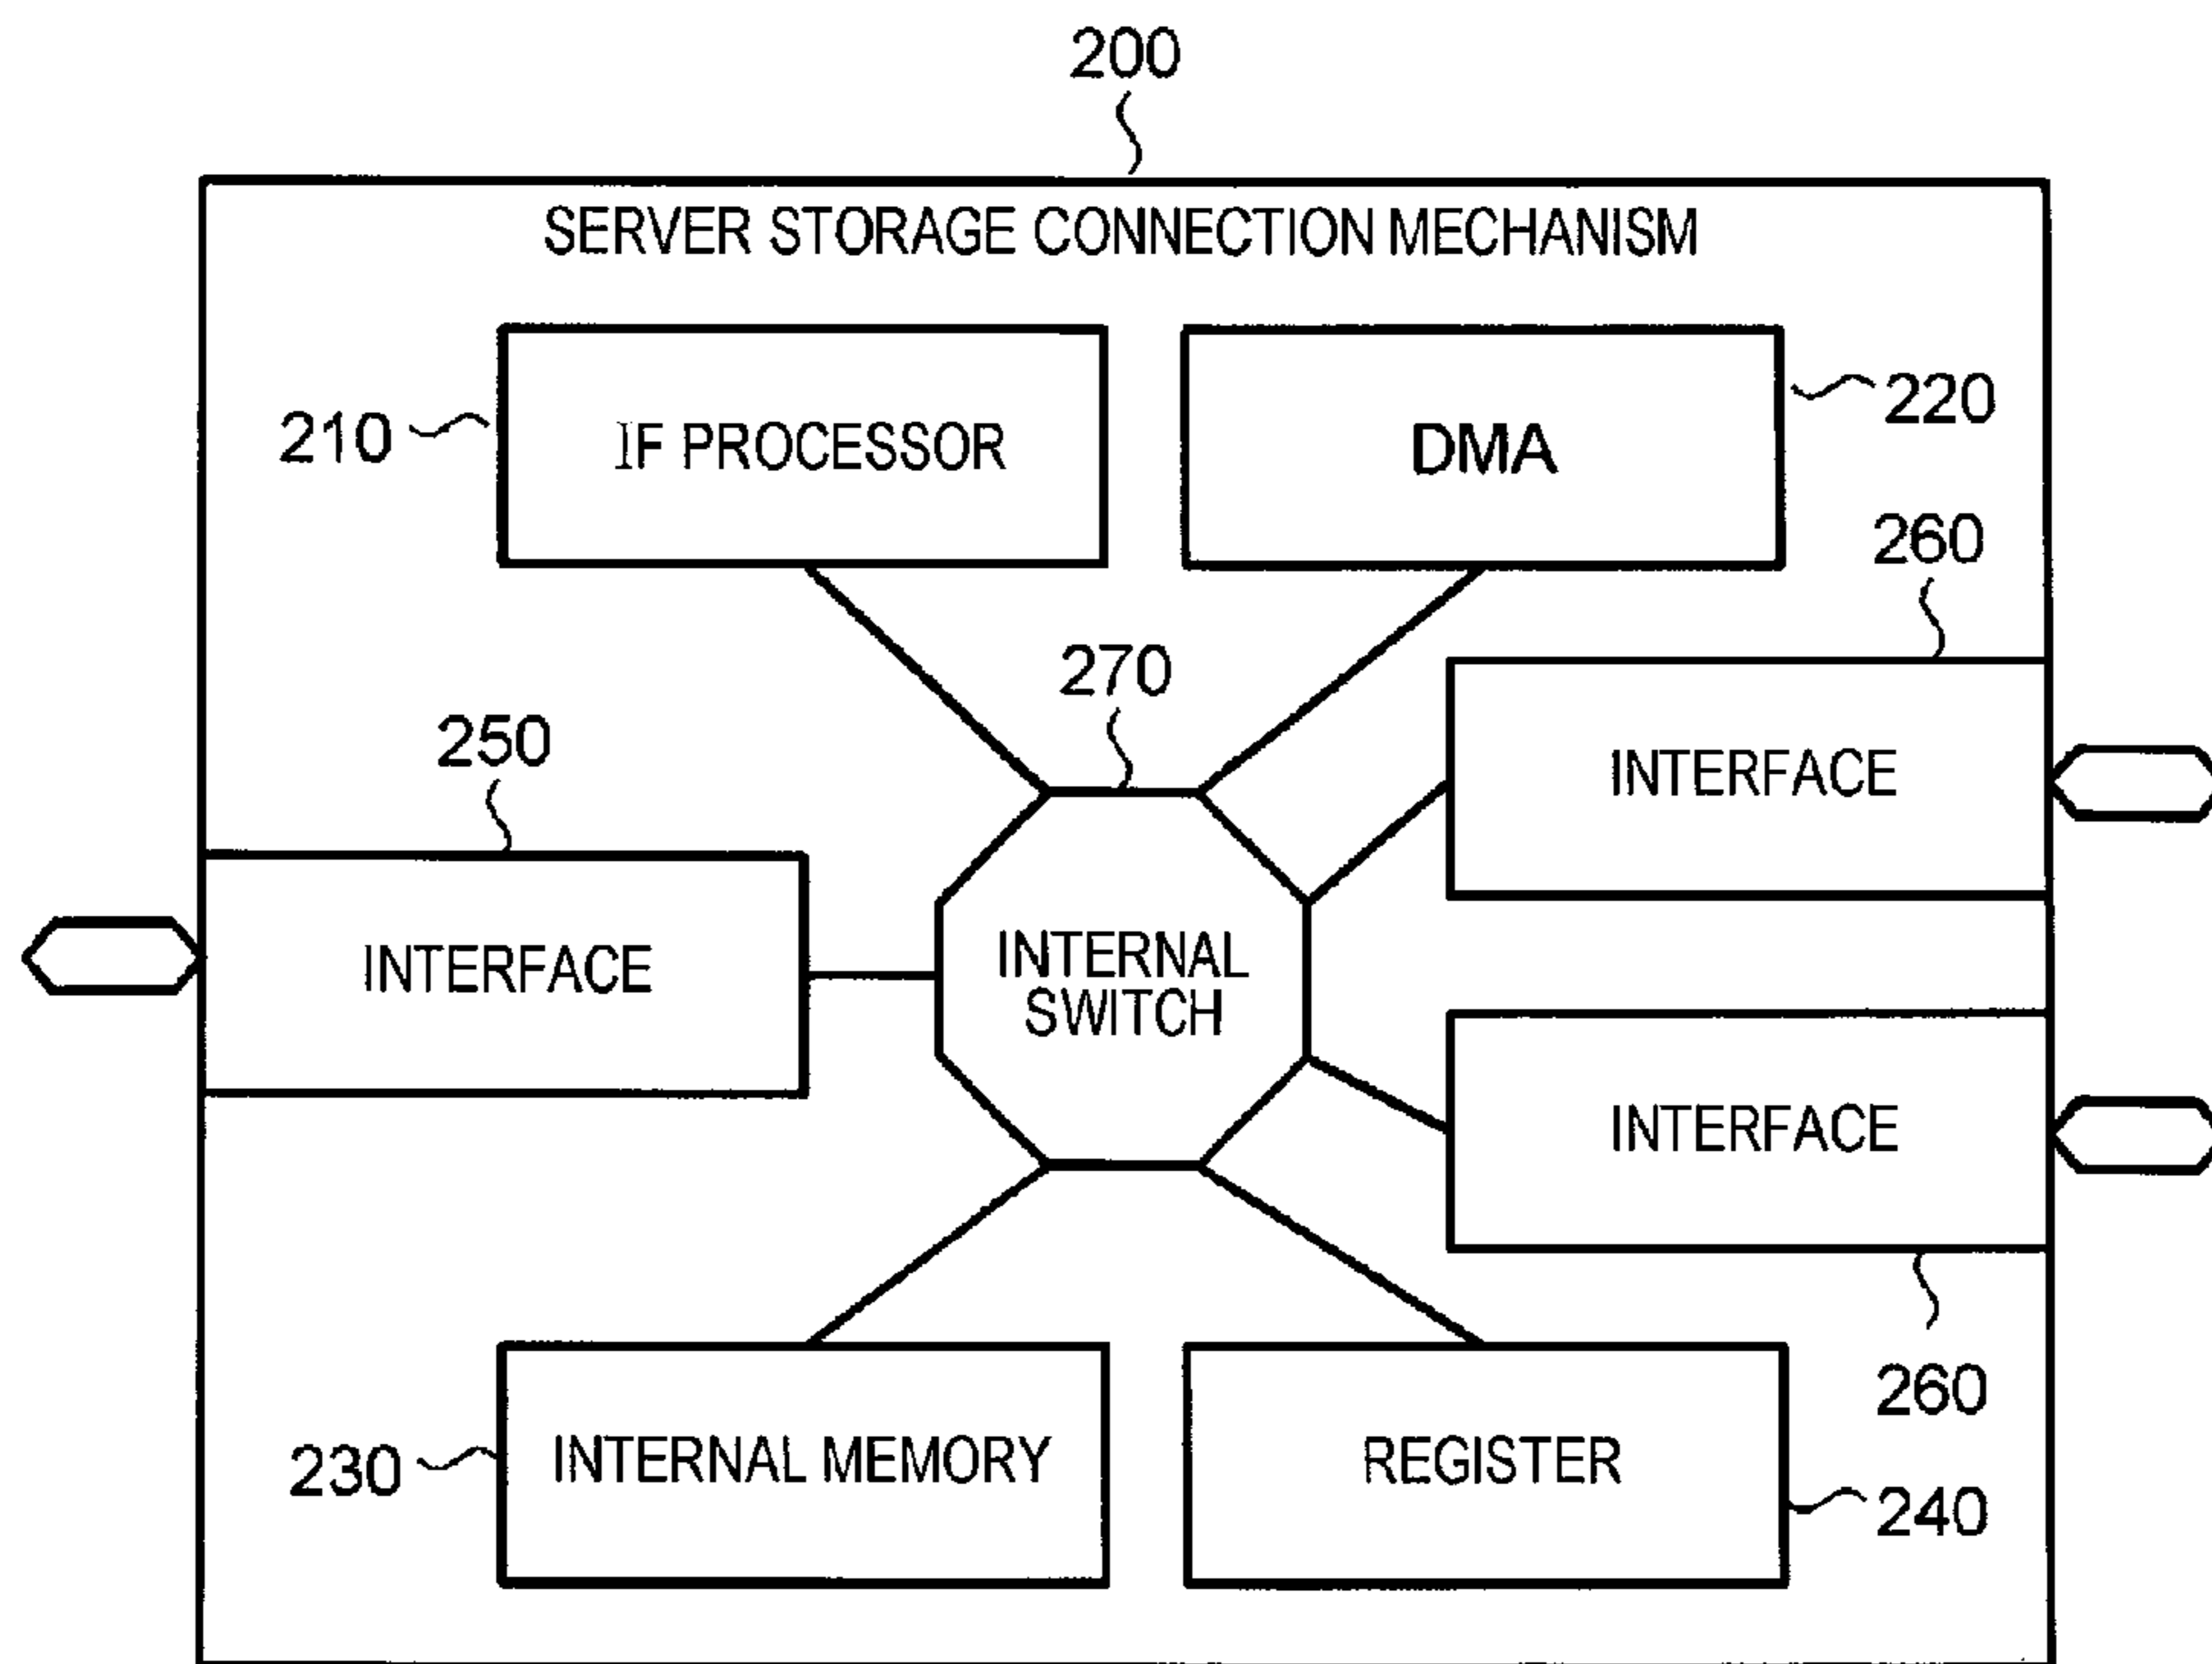 200
SERVER STORAGE CONNECTION MECHANISM
210
IF PROCESSOR
DMA
220
260
270
250
INTERFACE
INTERFACE
INTERNAL
SWITCH
INTERFACE
260
230
INTERNAL MEMORY
REGISTER
240